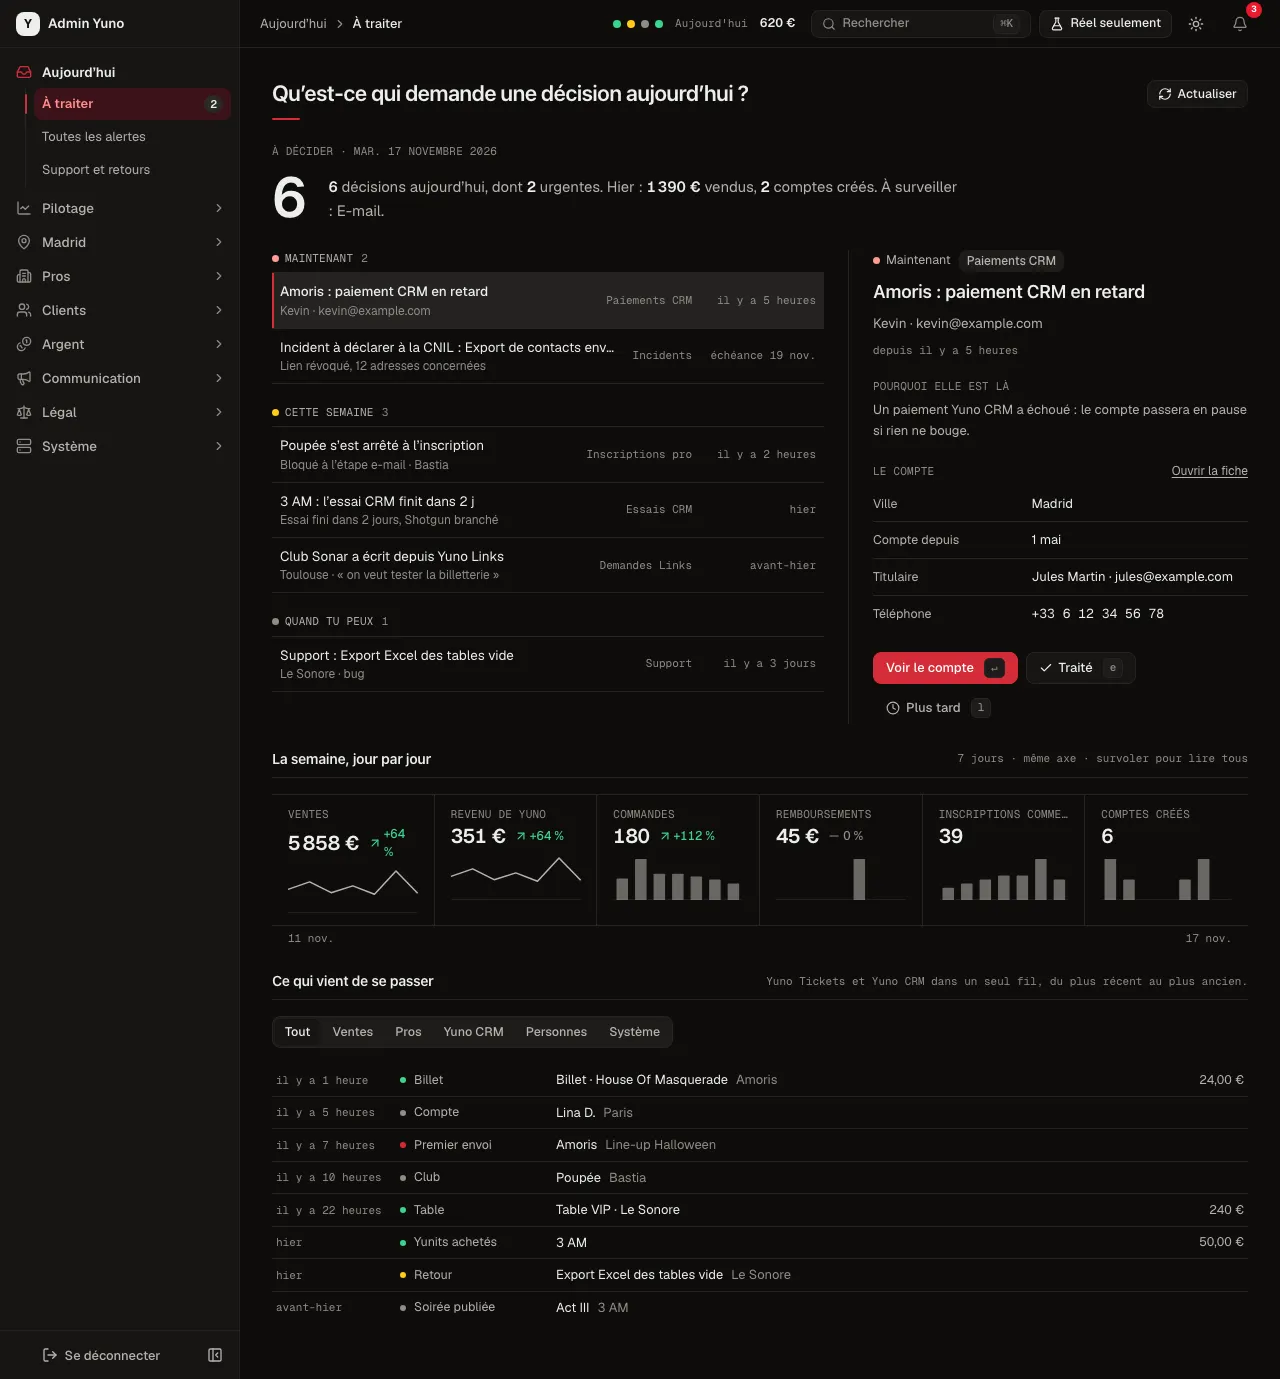 Y Admin Yuno
Aujourd'hui
À traiter 2
Toutes les alertes
Support et retours
Pilotage
Madrid
Pros
Clients
Argent
Communication
Légal
Système
Se déconnecter
Aujourd'hui > À traiter
Aujourd'hui 620 €
Rechercher ⌘K
Réel seulement
3
Qu'est-ce qui demande une décision aujourd'hui ?
Actualiser
À DÉCIDER · MAR. 17 NOVEMBRE 2026
6
6 décisions aujourd'hui, dont 2 urgentes. Hier : 1 390 € vendus, 2 comptes créés. À surveiller
: E-mail.
MAINTENANT 2
Amoris : paiement CRM en retard
Kevin · kevin@example.com
Paiements CRM il y a 5 heures
Incident à déclarer à la CNIL : Export de contacts env…
Lien révoqué, 12 adresses concernées
Incidents échéance 19 nov.
CETTE SEMAINE 3
Poupée s'est arrêté à l'inscription
Bloqué à l'étape e-mail · Bastia
Inscriptions pro il y a 2 heures
3 AM : l'essai CRM finit dans 2 j
Essai fini dans 2 jours, Shotgun branché
Essais CRM hier
Club Sonar a écrit depuis Yuno Links
Toulouse · « on veut tester la billetterie »
Demandes Links avant-hier
QUAND TU PEUX 1
Support : Export Excel des tables vide
Le Sonore · bug
Support il y a 3 jours
Maintenant Paiements CRM
Amoris : paiement CRM en retard
Kevin · kevin@example.com
depuis il y a 5 heures
POURQUOI ELLE EST LÀ
Un paiement Yuno CRM a échoué : le compte passera en pause
si rien ne bouge.
LE COMPTE Ouvrir la fiche
Ville Madrid
Compte depuis 1 mai
Titulaire Jules Martin · jules@example.com
Téléphone +33 6 12 34 56 78
Voir le compte ↵
Traité e
Plus tard l
La semaine, jour par jour
7 jours · même axe · survoler pour lire tous
VENTES
5 858 € +64
%
REVENU DE YUNO
351 € +64 %
COMMANDES
180 +112 %
REMBOURSEMENTS
45 € — 0 %
INSCRIPTIONS COMME…
39
COMPTES CRÉÉS
6
11 nov. 17 nov.
Ce qui vient de se passer
Yuno Tickets et Yuno CRM dans un seul fil, du plus récent au plus ancien.
Tout Ventes Pros Yuno CRM Personnes Système
il y a 1 heure Billet Billet · House Of Masquerade Amoris 24,00 €
il y a 5 heures Compte Lina D. Paris
il y a 7 heures Premier envoi Amoris Line-up Halloween
il y a 10 heures Club Poupée Bastia
il y a 22 heures Table Table VIP · Le Sonore 240 €
hier Yunits achetés 3 AM 50,00 €
hier Retour Export Excel des tables vide Le Sonore
avant-hier Soirée publiée Act III 3 AM